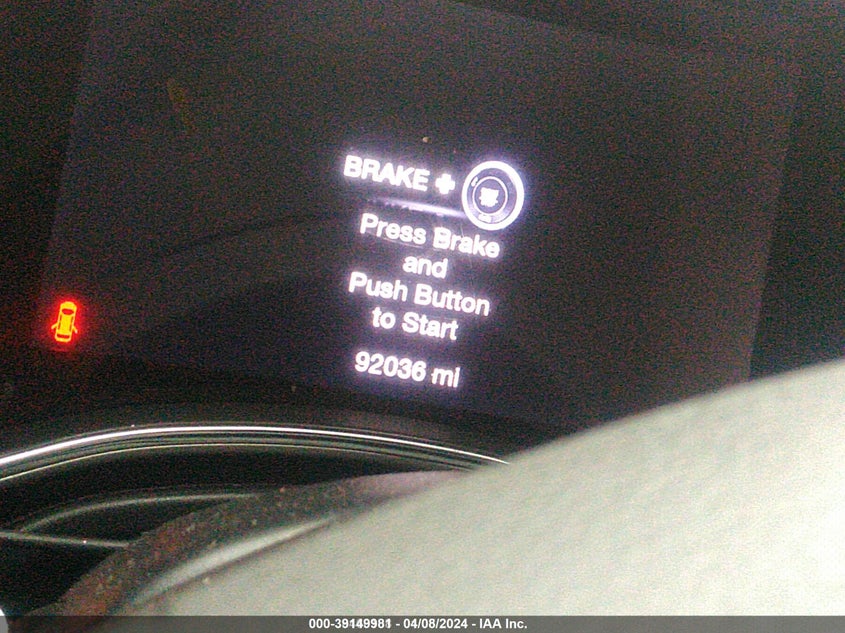 BRAKE +
Press Brake
and
Push Button
to Start
92036 mi
000-39149981 - 04/08/2024 - IAA Inc.